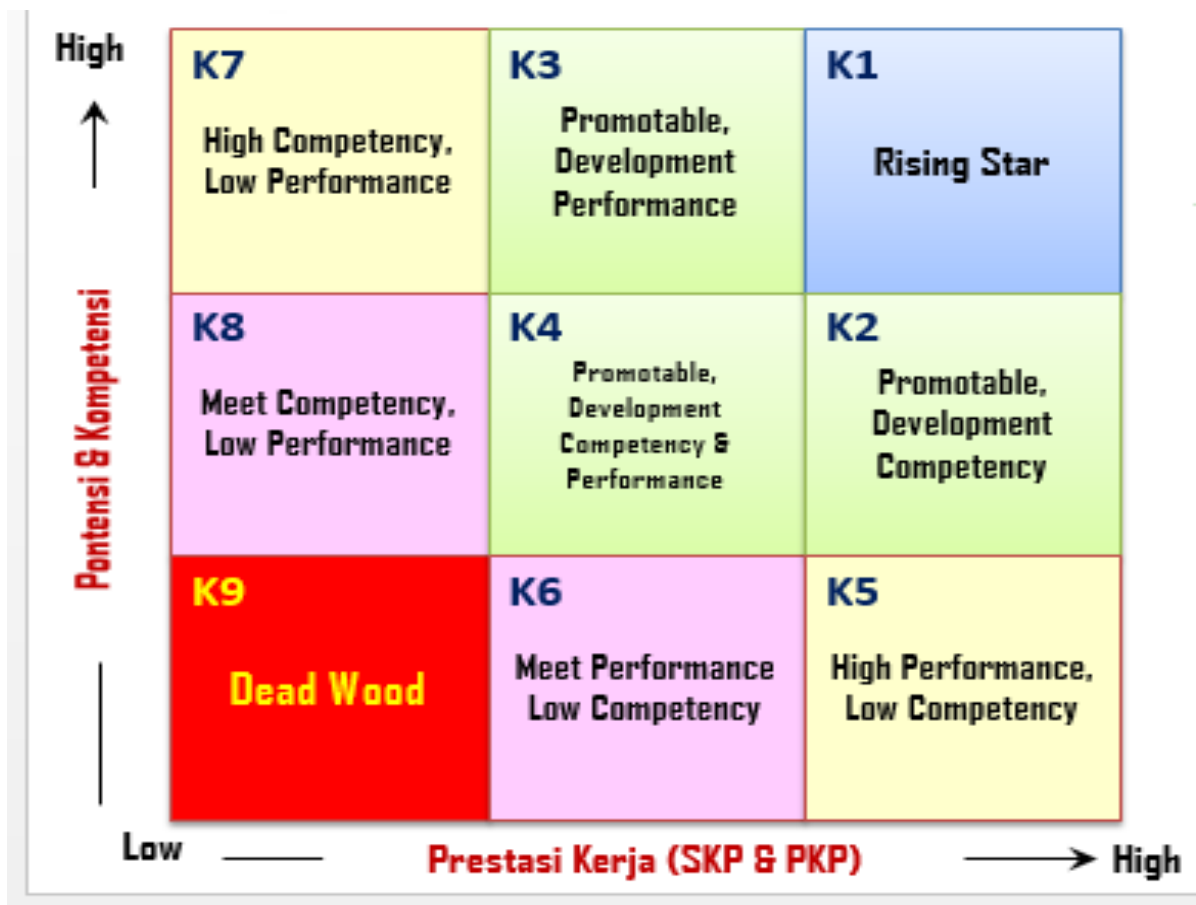 High
K7
High Competency,
Low Performance
K3
Promotable,
Development
Performance
K1
Rising Star
Pontensi & Kompetensi
K8
Meet Competency,
Low Performance
K4
Promotable,
Development
Competency &
Performance
K2
Promotable,
Development
Competency
K9
Dead Wood
K6
Meet Performance
Low Competency
K5
High Performance,
Low Competency
Low
Prestasi Kerja (SKP & PKP)
High